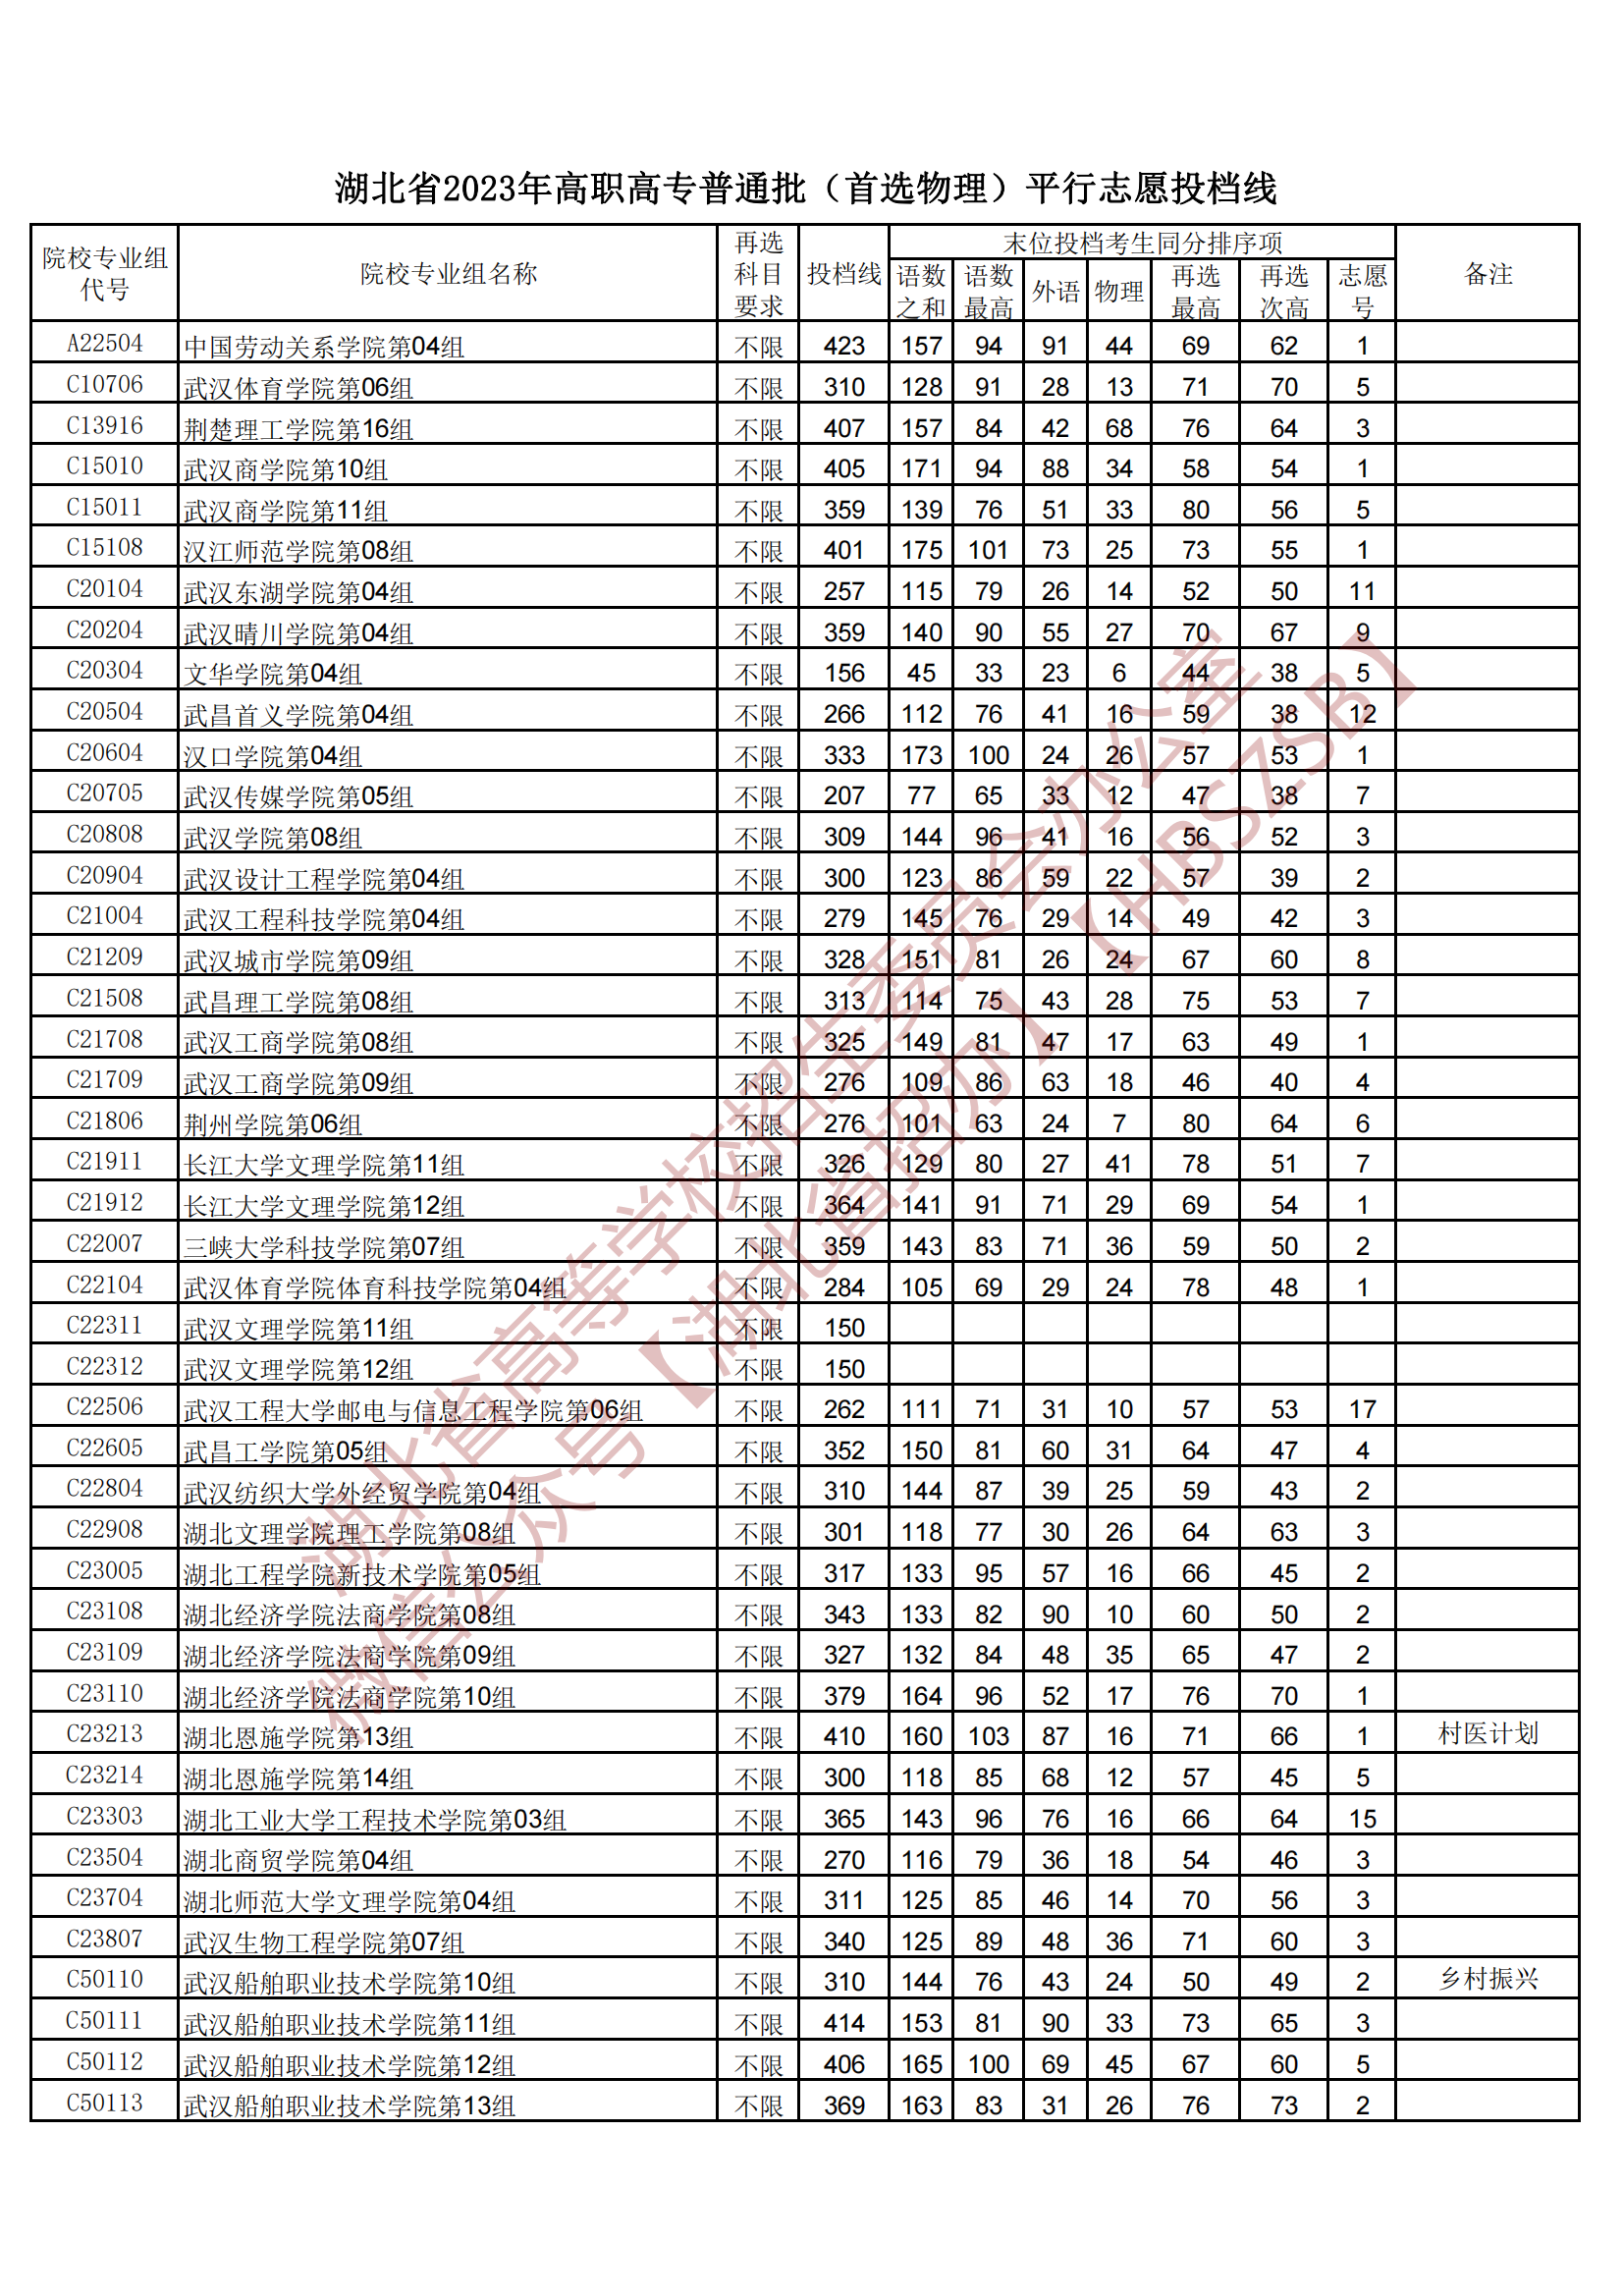 湖北省2023年高职高专普通批（首选物理）平行志愿投档线
院校专业组代号 院校专业组名称 再选科目要求 投档线 末位投档考生同分排序项 备注
语数之和 语数最高 外语 物理 再选最高 再选次高 志愿号
A22504 中国劳动关系学院第04组 不限 423 157 94 91 44 69 62 1
C10706 武汉体育学院第06组 不限 310 128 91 28 13 71 70 5
C13916 荆楚理工学院第16组 不限 407 157 84 42 68 76 64 3
C15010 武汉商学院第10组 不限 405 171 94 88 34 58 54 1
C15011 武汉商学院第11组 不限 359 139 76 51 33 80 56 5
C15108 汉江师范学院第08组 不限 401 175 101 73 25 73 55 1
C20104 武汉东湖学院第04组 不限 257 115 79 26 14 52 50 11
C20204 武汉晴川学院第04组 不限 359 140 90 55 27 70 67 9
C20304 文华学院第04组 不限 156 45 33 23 6 44 38 5
C20504 武昌首义学院第04组 不限 266 112 76 41 16 59 38 12
C20604 汉口学院第04组 不限 333 173 100 24 26 57 53 1
C20705 武汉传媒学院第05组 不限 207 77 65 33 12 47 38 7
C20808 武汉学院第08组 不限 309 144 96 41 16 56 52 3
C20904 武汉设计工程学院第04组 不限 300 123 86 59 22 57 39 2
C21004 武汉工程科技学院第04组 不限 279 145 76 29 14 49 42 3
C21209 武汉城市学院第09组 不限 328 151 81 26 24 67 60 8
C21508 武昌理工学院第08组 不限 313 114 75 43 28 75 53 7
C21708 武汉工商学院第08组 不限 325 149 81 47 17 63 49 1
C21709 武汉工商学院第09组 不限 276 109 86 63 18 46 40 4
C21806 荆州学院第06组 不限 276 101 63 24 7 80 64 6
C21911 长江大学文理学院第11组 不限 326 129 80 27 41 78 51 7
C21912 长江大学文理学院第12组 不限 364 141 91 71 29 69 54 1
C22007 三峡大学科技学院第07组 不限 359 143 83 71 36 59 50 2
C22104 武汉体育学院体育科技学院第04组 不限 284 105 69 29 24 78 48 1
C22311 武汉文理学院第11组 不限 150
C22312 武汉文理学院第12组 不限 150
C22506 武汉工程大学邮电与信息工程学院第06组 不限 262 111 71 31 10 57 53 17
C22605 武昌工学院第05组 不限 352 150 81 60 31 64 47 4
C22804 武汉纺织大学外经贸学院第04组 不限 310 144 87 39 25 59 43 2
C22908 湖北文理学院理工学院第08组 不限 301 118 77 30 26 64 63 3
C23005 湖北工程学院新技术学院第05组 不限 317 133 95 57 16 66 45 2
C23108 湖北经济学院法商学院第08组 不限 343 133 82 90 10 60 50 2
C23109 湖北经济学院法商学院第09组 不限 327 132 84 48 35 65 47 2
C23110 湖北经济学院法商学院第10组 不限 379 164 96 52 17 76 70 1
C23213 湖北恩施学院第13组 不限 410 160 103 87 16 71 66 1 村医计划
C23214 湖北恩施学院第14组 不限 300 118 85 68 12 57 45 5
C23303 湖北工业大学工程技术学院第03组 不限 365 143 96 76 16 66 64 15
C23504 湖北商贸学院第04组 不限 270 116 79 36 18 54 46 3
C23704 湖北师范大学文理学院第04组 不限 311 125 85 46 14 70 56 3
C23807 武汉生物工程学院第07组 不限 340 125 89 48 36 71 60 3
C50110 武汉船舶职业技术学院第10组 不限 310 144 76 43 24 50 49 2 乡村振兴
C50111 武汉船舶职业技术学院第11组 不限 414 153 81 90 33 73 65 3
C50112 武汉船舶职业技术学院第12组 不限 406 165 100 69 45 67 60 5
C50113 武汉船舶职业技术学院第13组 不限 369 163 83 31 26 76 73 2
湖北省高等学校招生委员会办公室
微信公众号【湖北省招办】【HBSZSB】